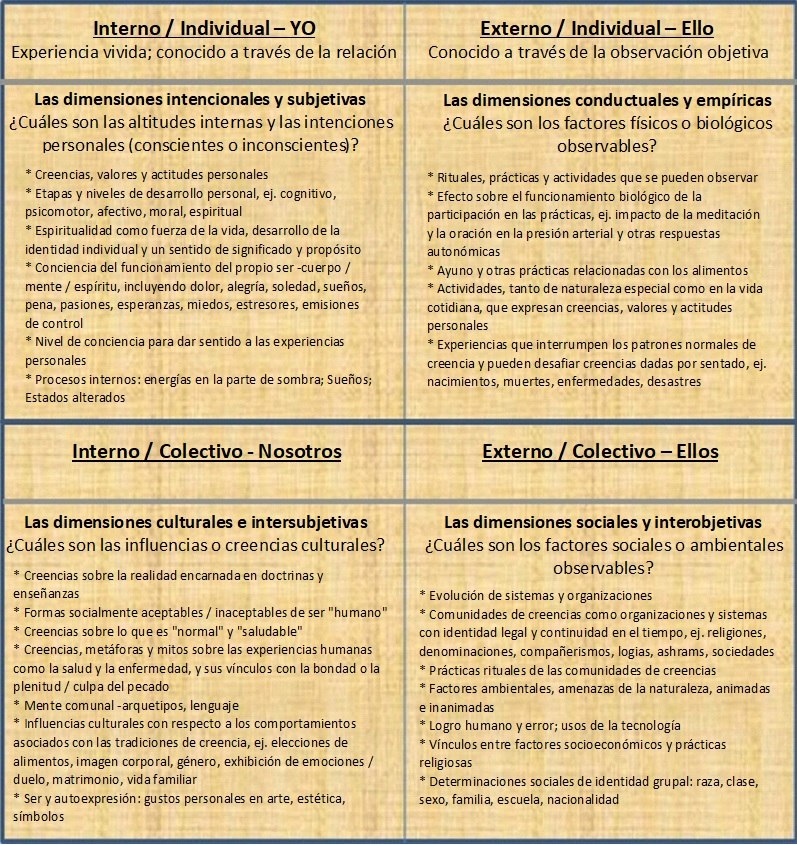 Interno / Individual – YO
Experiencia vivida; conocido a través de la relación
Externo / Individual – Ello
Conocido a través de la observación objetiva
Las dimensiones intencionales y subjetivas
¿Cuáles son las altitudes internas y las intenciones
personales (conscientes o inconscientes)?
* Creencias, valores y actitudes personales
* Etapas y niveles de desarrollo personal, ej. cognitivo,
psicomotor, afectivo, moral, espiritual
* Espiritualidad como fuerza de la vida, desarrollo de la
identidad individual y un sentido de significado y propósito
* Conciencia del funcionamiento del propio ser -cuerpo /
mente / espíritu, incluyendo dolor, alegría, soledad, sueños,
pena, pasiones, esperanzas, miedos, estresores, emisiones
de control
* Nivel de conciencia para dar sentido a las experiencias
personales
* Procesos internos: energías en la parte de sombra; Sueños;
Estados alterados
Las dimensiones conductuales y empíricas
¿Cuáles son los factores físicos o biológicos
observables?
* Rituales, prácticas y actividades que se pueden observar
* Efecto sobre el funcionamiento biológico de la
participación en las prácticas, ej. impacto de la meditación
y la oración en la presión arterial y otras respuestas
autonómicas
* Ayuno y otras prácticas relacionadas con los alimentos
* Actividades, tanto de naturaleza especial como en la vida
cotidiana, que expresan creencias, valores y actitudes
personales
* Experiencias que interrumpen los patrones normales de
creencia y pueden desafiar creencias dadas por sentado, ej.
nacimientos, muertes, enfermedades, desastres
Interno / Colectivo - Nosotros
Externo / Colectivo – Ellos
Las dimensiones culturales e intersubjetivas
¿Cuáles son las influencias o creencias culturales?
* Creencias sobre la realidad encarnada en doctrinas y
enseñanzas
* Formas socialmente aceptables / inaceptables de ser "humano"
* Creencias sobre lo que es "normal" y "saludable"
* Creencias, metáforas y mitos sobre las experiencias humanas
como la salud y la enfermedad, y sus vínculos con la bondad o la
plenitud / culpa del pecado
* Mente comunal -arquetipos, lenguaje
* Influencias culturales con respecto a los comportamientos
asociados con las tradiciones de creencia, ej. elecciones de
alimentos, imagen corporal, género, exhibición de emociones /
duelo, matrimonio, vida familiar
* Ser y autoexpresión: gustos personales en arte, estética,
símbolos
Las dimensiones sociales y interobjetivas
¿Cuáles son los factores sociales o ambientales
observables?
* Evolución de sistemas y organizaciones
* Comunidades de creencias como organizaciones y sistemas
con identidad legal y continuidad en el tiempo, ej. religiones,
denominaciones, compañerismos, logias, ashrams, sociedades
* Prácticas rituales de las comunidades de creencias
* Factores ambientales, amenazas de la naturaleza, animadas
e inanimadas
* Logro humano y error; usos de la tecnología
* Vínculos entre factores socioeconómicos y prácticas
religiosas
* Determinaciones sociales de identidad grupal: raza, clase,
sexo, familia, escuela, nacionalidad